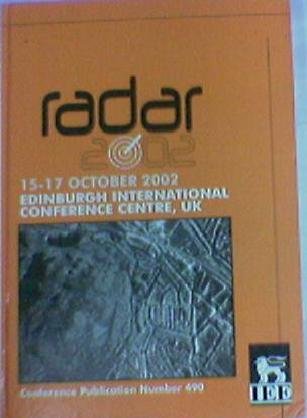 radar
2002
15-17 OCTOBER 2002
EDINBURGH INTERNATIONAL
CONFERENCE CENTRE, UK
Conference Publication Number 490
IEE